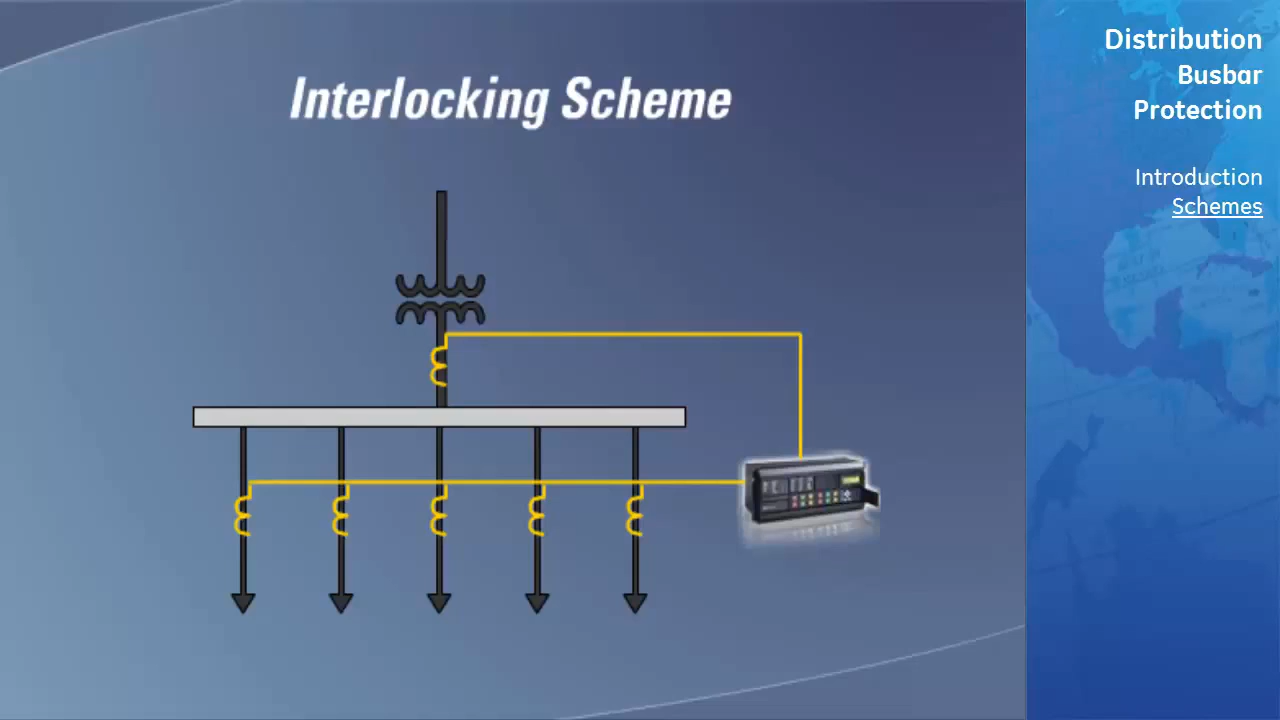 Interlocking Scheme
Distribution
Busbar
Protection
Introduction
Schemes